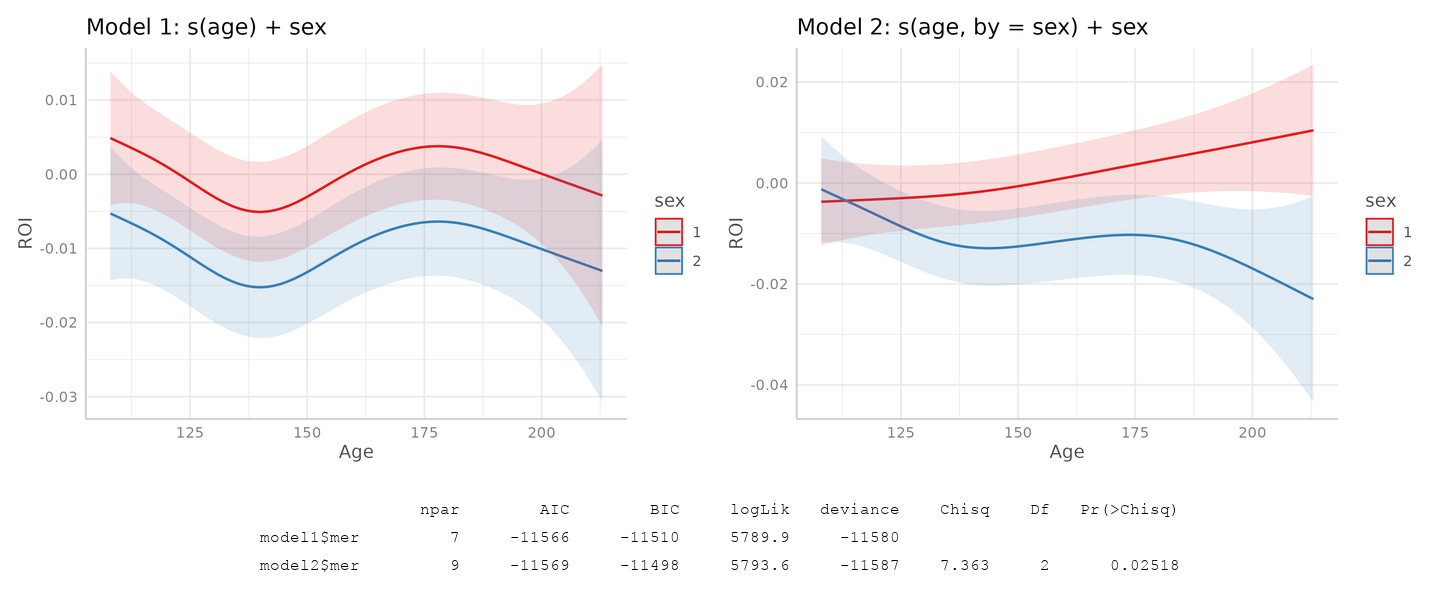 Model 1: s(age) + sex
0.01
0.00
-0.01
-0.02
-0.03
ROI
125 150 175 200
Age
sex
1
2
Model 2: s(age, by = sex) + sex
0.02
0.00
-0.02
-0.04
ROI
125 150 175 200
Age
sex
1
2
npar AIC BIC logLik deviance Chisq Df Pr(>Chisq)
model1$mer 7 -11566 -11510 5789.9 -11580
model2$mer 9 -11569 -11498 5793.6 -11587 7.363 2 0.02518